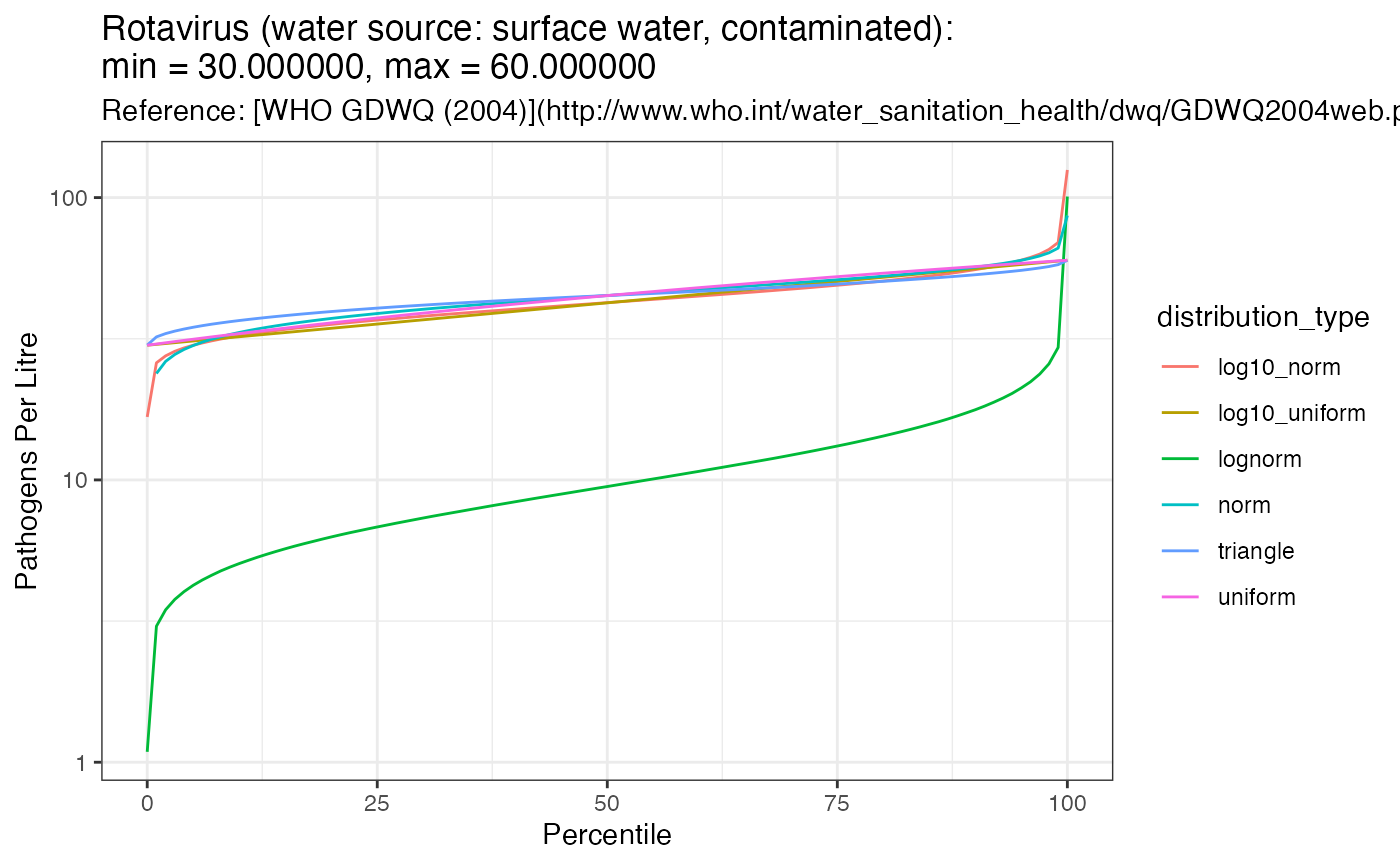 Rotavirus (water source: surface water, contaminated):
min = 30.000000, max = 60.000000
Reference: [WHO GDWQ (2004)](http://www.who.int/water_sanitation_health/dwq/GDWQ2004web.p
100
10
1
Pathogens Per Litre
0 25 50 75 100
Percentile
distribution_type
log10_norm
log10_uniform
lognorm
norm
triangle
uniform